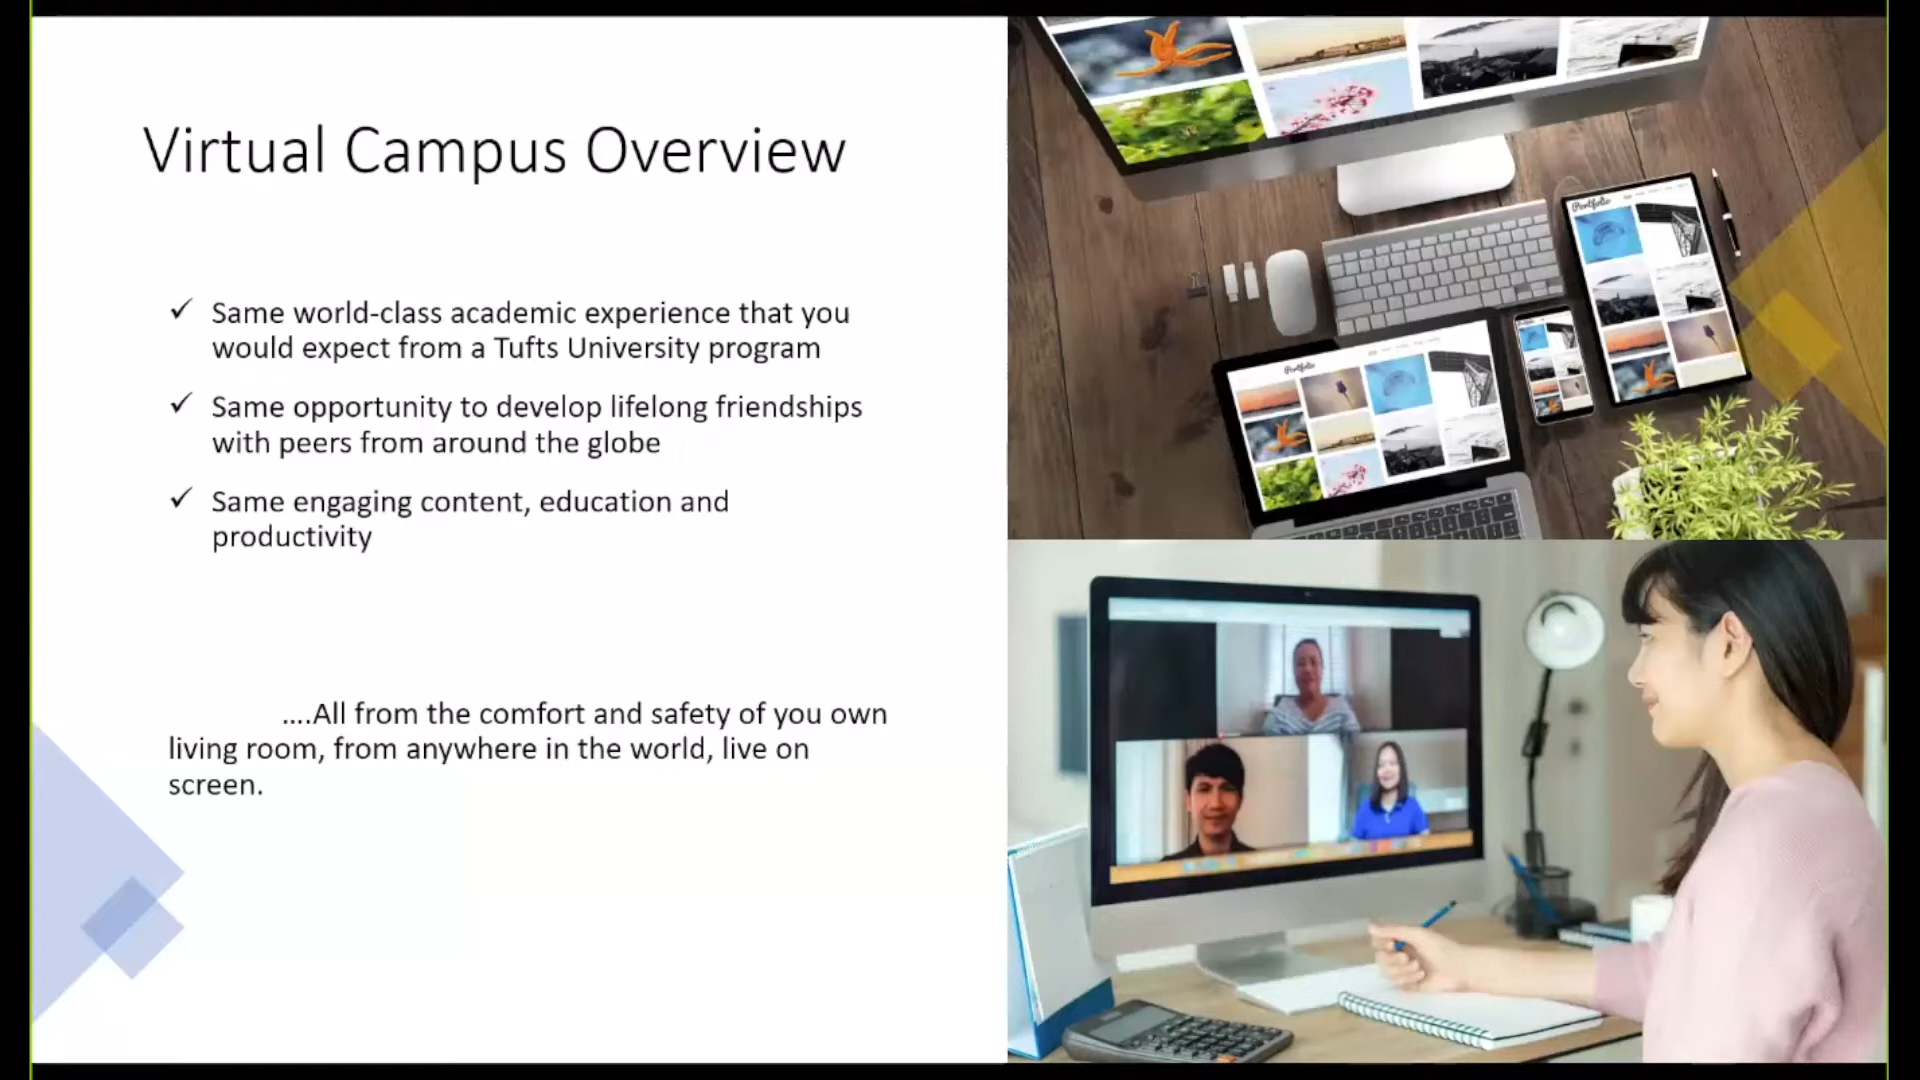 Virtual Campus Overview
✓ Same world-class academic experience that you
would expect from a Tufts University program
✓ Same opportunity to develop lifelong friendships
with peers from around the globe
✓ Same engaging content, education and
productivity
....All from the comfort and safety of you own
living room, from anywhere in the world, live on
screen.
Portfolio
Portfolio